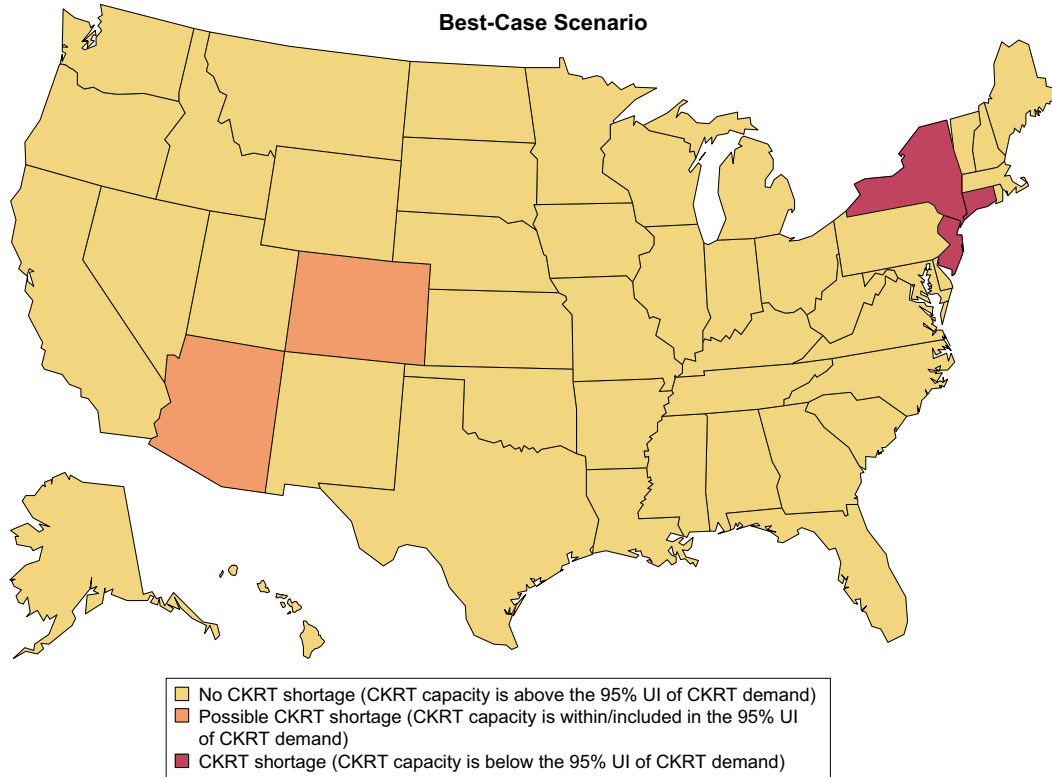 Best-Case Scenario
No CKRT shortage (CKRT capacity is above the 95% UI of CKRT demand)
Possible CKRT shortage (CKRT capacity is within/included in the 95% UI
of CKRT demand)
CKRT shortage (CKRT capacity is below the 95% UI of CKRT demand)